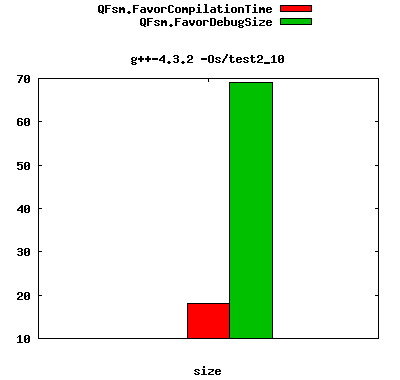 QFsm.FavorCompilationTime
QFsm.FavorDebugSize
g++-4.3.2 -Os/test2_10
70
60
50
40
30
20
10
size